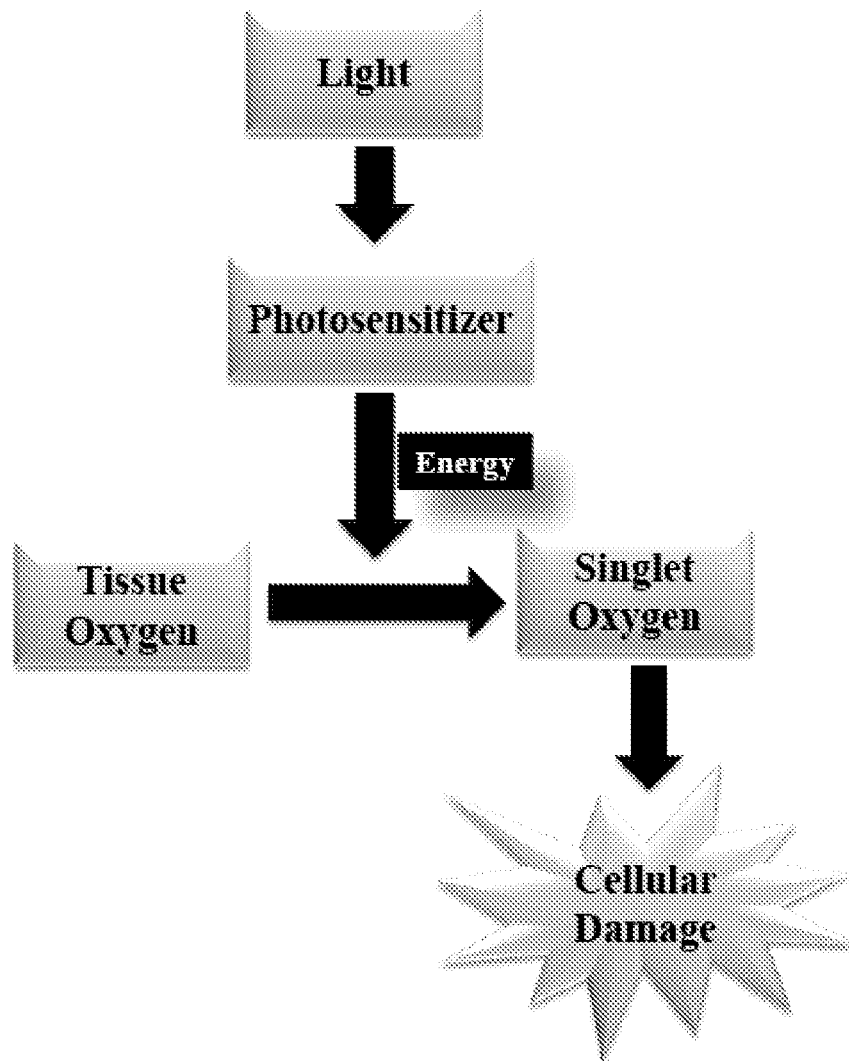 Light
Photosensitizer
Energy
Tissue
Oxygen
Singlet
Oxygen
Cellular
Damage